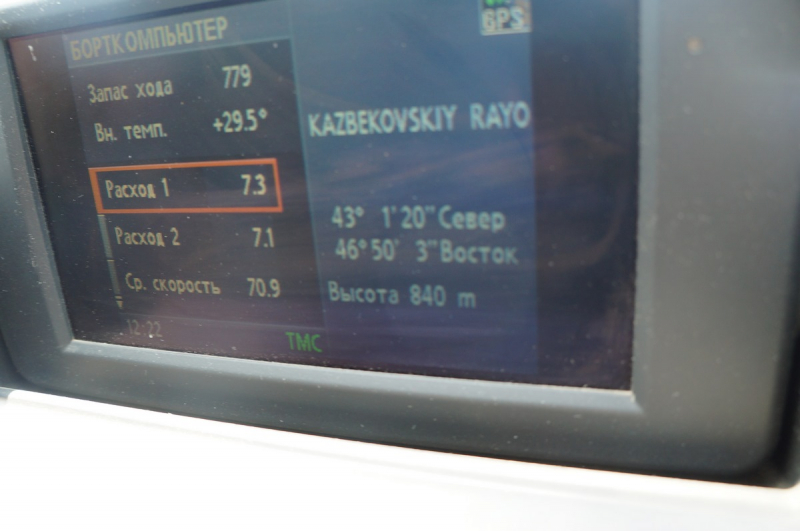 БОРТКОМПЬЮТЕР
GPS
Запас хода 779
Вн. темп. +29.5°
Расход 1 7.3
Расход 2 7.1
Ср. скорость 70.9
12:22
TMC
KAZBEKOVSKIY RAYO
43° 1'20" Север
46°50' 3" Восток
Высота 840 m